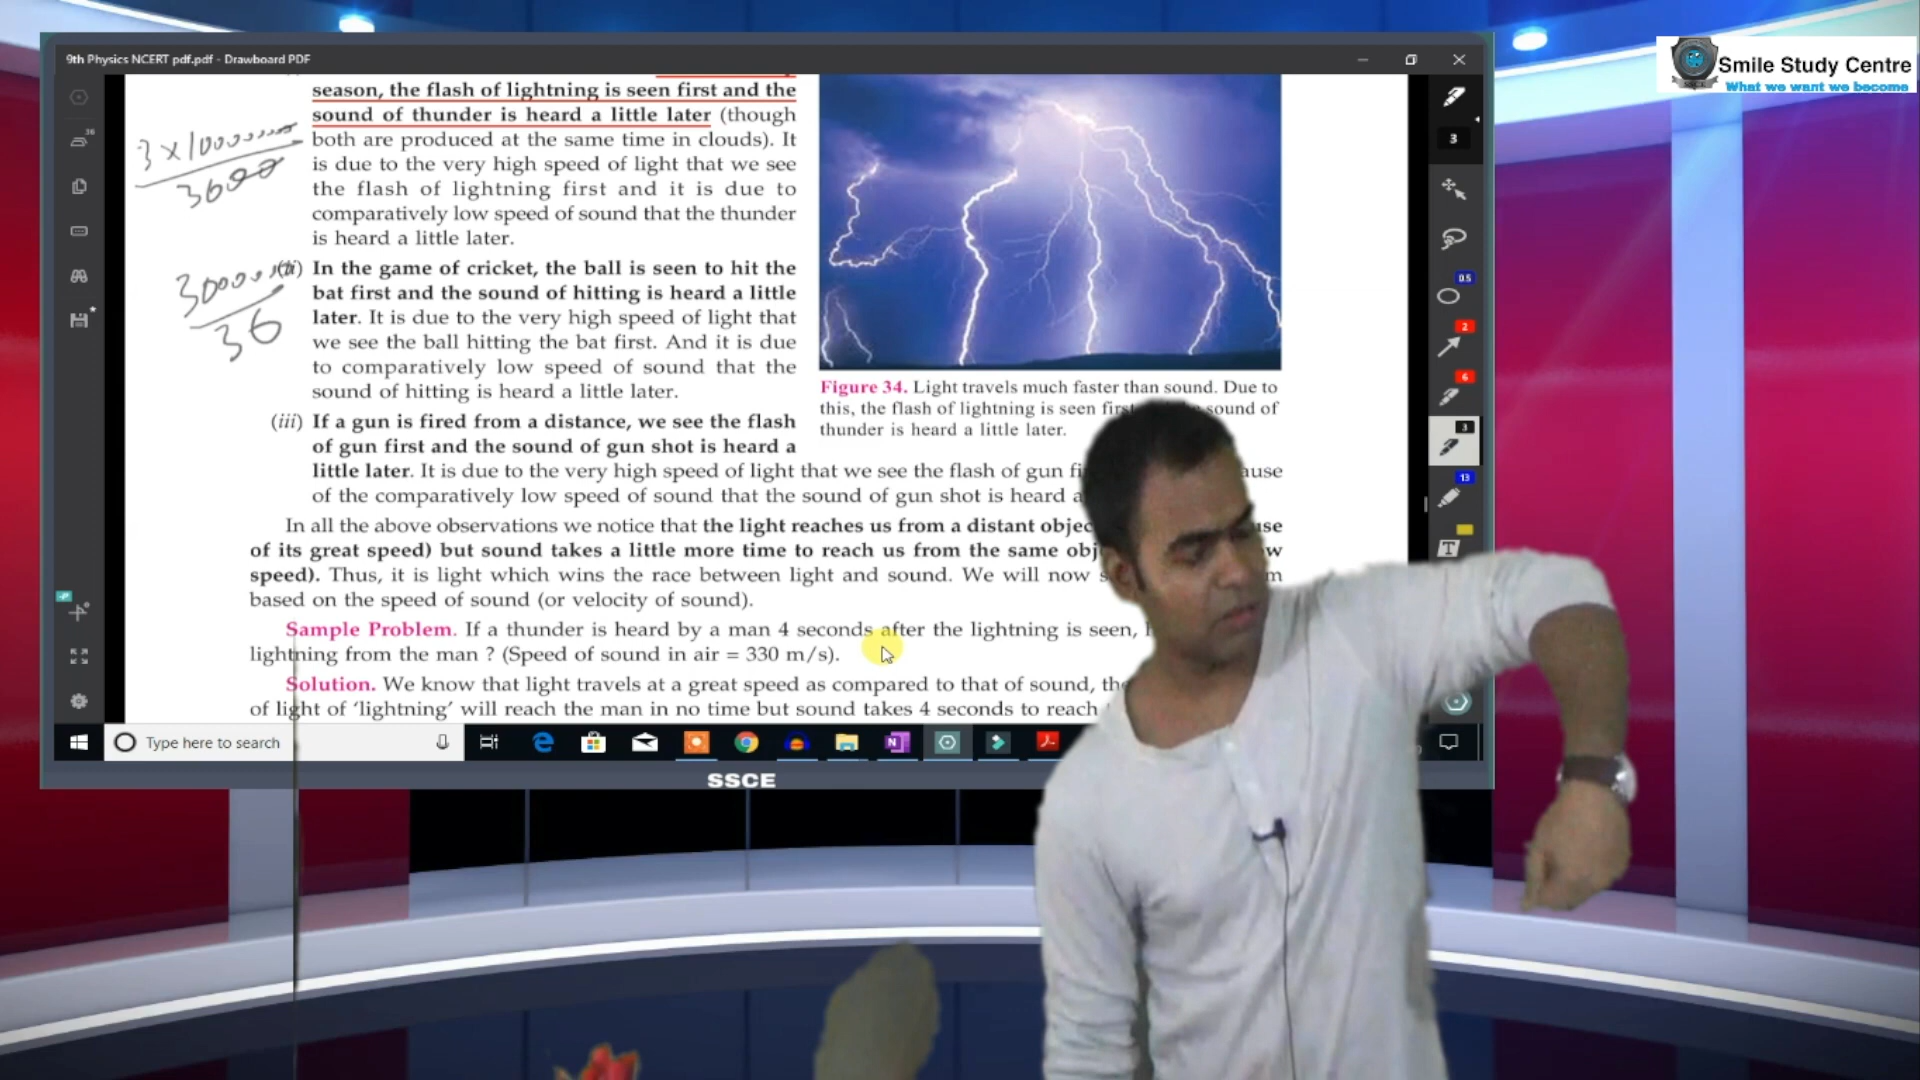 9th Physics NCERT pdf.pdf - Drawboard PDF
Smile Study Centre
What we want we become
season, the flash of lightning is seen first and the
sound of thunder is heard a little later (though
both are produced at the same time in clouds). It
is due to the very high speed of light that we see
the flash of lightning first and it is due to
comparatively low speed of sound that the thunder
is heard a little later.
In the game of cricket, the ball is seen to hit the
bat first and the sound of hitting is heard a little
later. It is due to the very high speed of light that
we see the ball hitting the bat first. And it is due
to comparatively low speed of sound that the
sound of hitting is heard a little later.
(iii) If a gun is fired from a distance, we see the flash
of gun first and the sound of gun shot is heard a
little later. It is due to the very high speed of light that we see the flash of gun
of the comparatively low speed of sound that the sound of gun shot is heard a
Figure 34. Light travels much faster than sound. Due to
this, the flash of lightning is seen sound of
thunder is heard a little later.
In all the above observations we notice that the light reaches us from a distant
of its great speed) but sound takes a little more time to reach us from the same
speed). Thus, it is light which wins the race between light and sound. We will now
based on the speed of sound (or velocity of sound).
Sample Problem. If a thunder is heard by a man 4 seconds after the lightning is seen,
lightning from the man ? (Speed of sound in air = 330 m/s).
Solution. We know that light travels at a great speed as compared to that of sound,
of light of 'lightning' will reach the man in no time but sound takes 4 seconds to reach
3600
36
36
3
0.5
2
6
3
13
T
Type here to search
SSCE